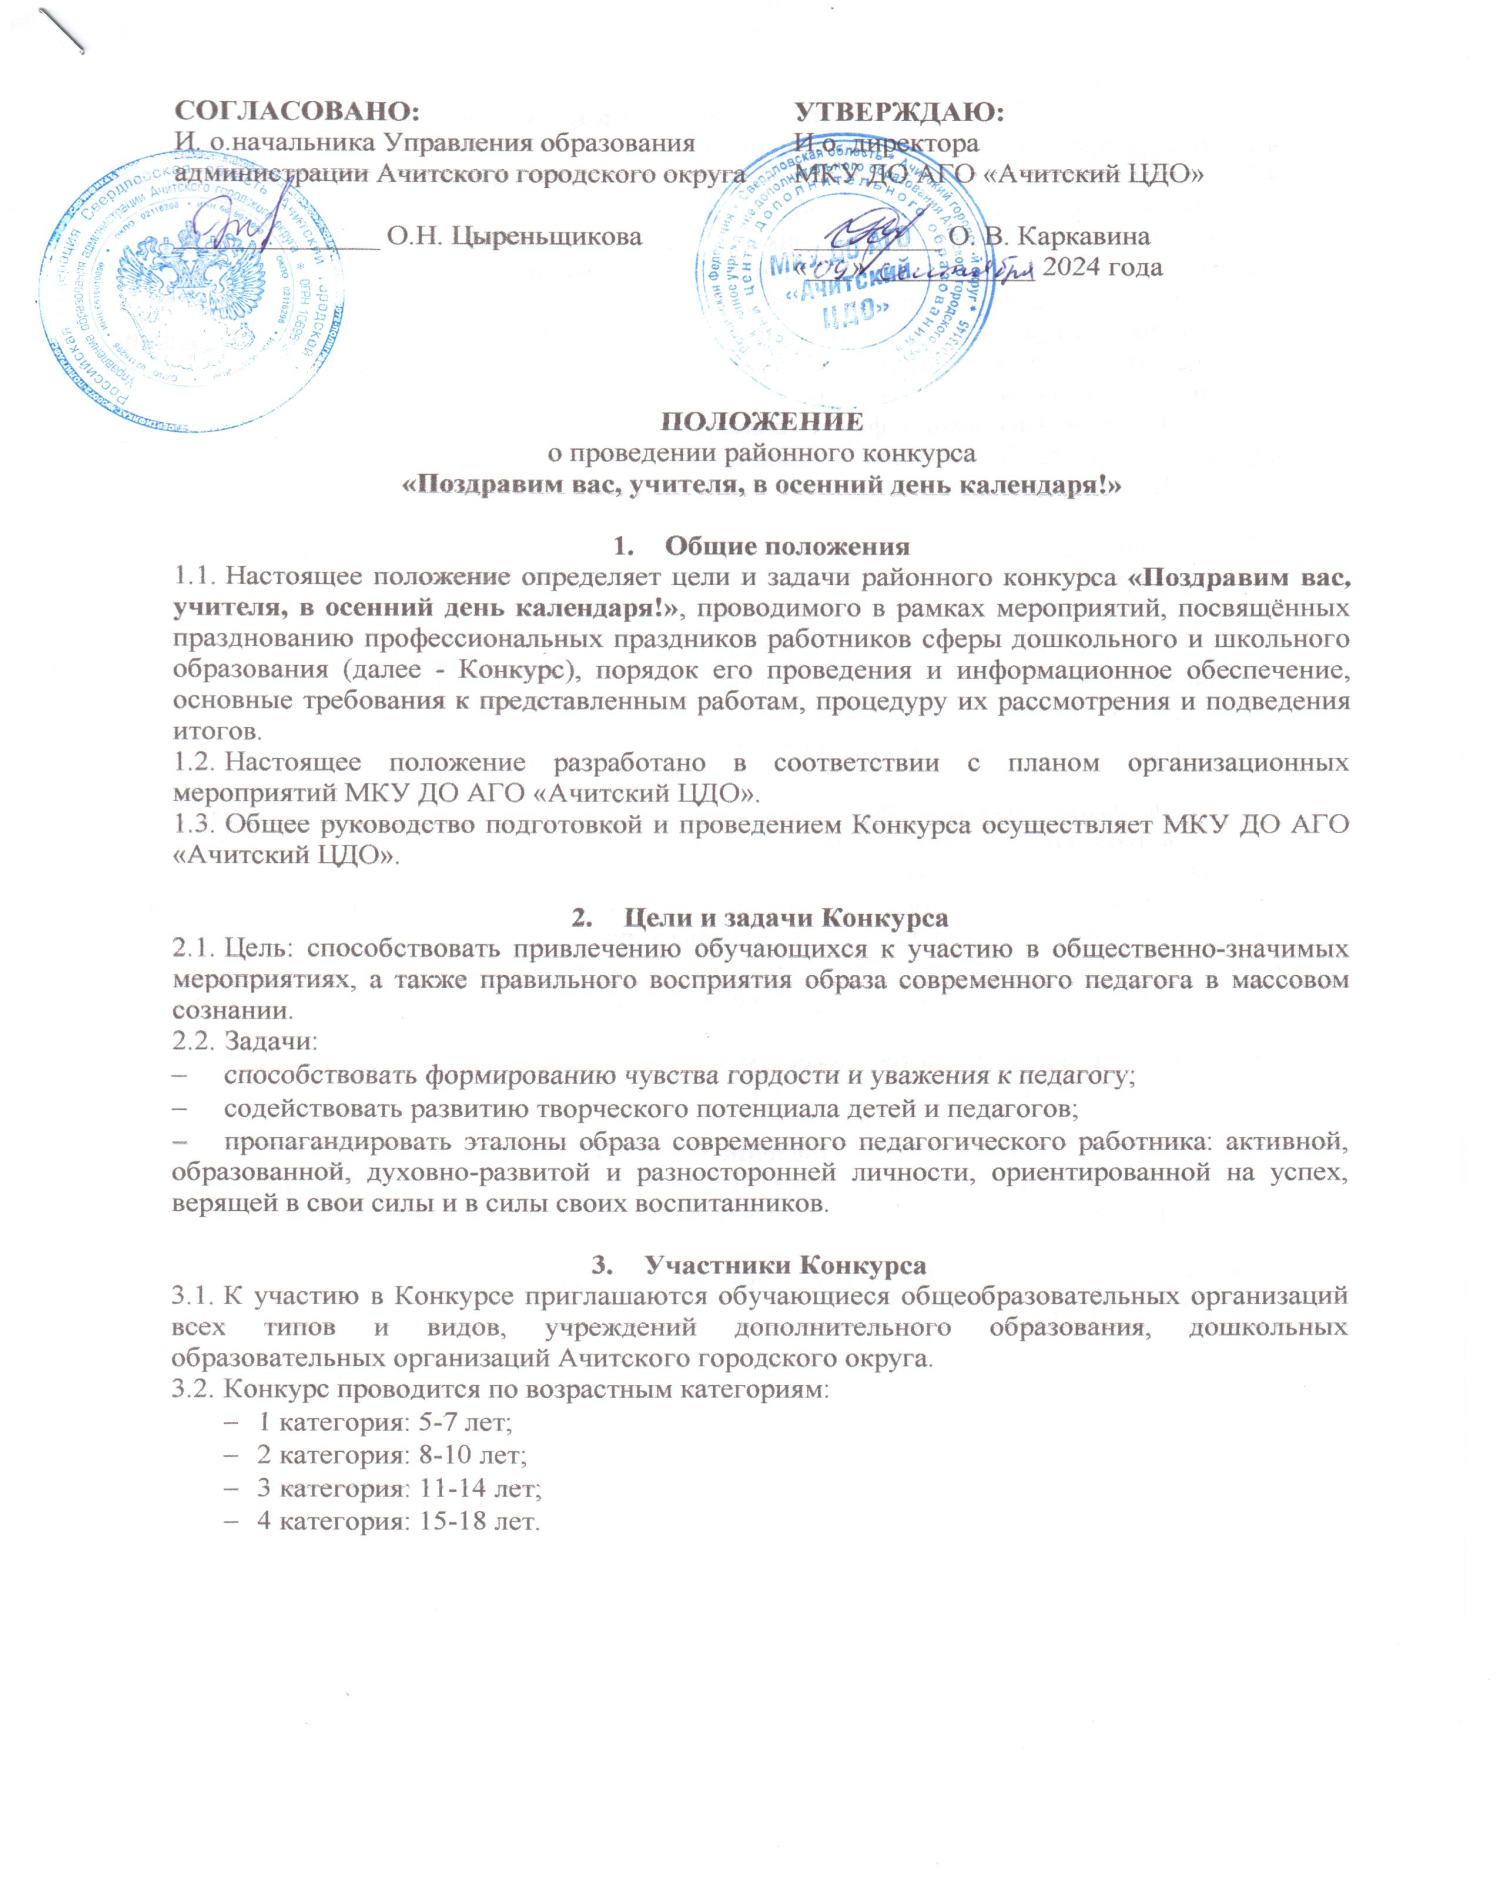 СОГЛАСОВАНО:
И. о.начальника Управления образования
администрации Ачитского городского округа
О.Н. Цыреньщикова
УТВЕРЖДАЮ:
И.о. директора
МКУ ДО АГО «Ачитский ЦДО»
О. В. Каркавина
«04» сентября 2024 года
МКУ ДО АГО
«АЧИТСКИЙ
ЦДО»
ПОЛОЖЕНИЕ
о проведении районного конкурса
«Поздравим вас, учителя, в осенний день календаря!»
1. Общие положения
1.1. Настоящее положение определяет цели и задачи районного конкурса «Поздравим вас,
учителя, в осенний день календаря!», проводимого в рамках мероприятий, посвящённых
празднованию профессиональных праздников работников сферы дошкольного и школьного
образования (далее - Конкурс), порядок его проведения и информационное обеспечение,
основные требования к представленным работам, процедуру их рассмотрения и подведения
итогов.
1.2. Настоящее положение разработано в соответствии с планом организационных
мероприятий МКУ ДО АГО «Ачитский ЦДО».
1.3. Общее руководство подготовкой и проведением Конкурса осуществляет МКУ ДО АГО
«Ачитский ЦДО».
2. Цели и задачи Конкурса
2.1. Цель: способствовать привлечению обучающихся к участию в общественно-значимых
мероприятиях, а также правильного восприятия образа современного педагога в массовом
сознании.
2.2. Задачи:
– способствовать формированию чувства гордости и уважения к педагогу;
– содействовать развитию творческого потенциала детей и педагогов;
– пропагандировать эталоны образа современного педагогического работника: активной,
образованной, духовно-развитой и разносторонней личности, ориентированной на успех,
верящей в свои силы и в силы своих воспитанников.
3. Участники Конкурса
3.1. К участию в Конкурсе приглашаются обучающиеся общеобразовательных организаций
всех типов и видов, учреждений дополнительного образования, дошкольных
образовательных организаций Ачитского городского округа.
3.2. Конкурс проводится по возрастным категориям:
– 1 категория: 5-7 лет;
– 2 категория: 8-10 лет;
– 3 категория: 11-14 лет;
– 4 категория: 15-18 лет.